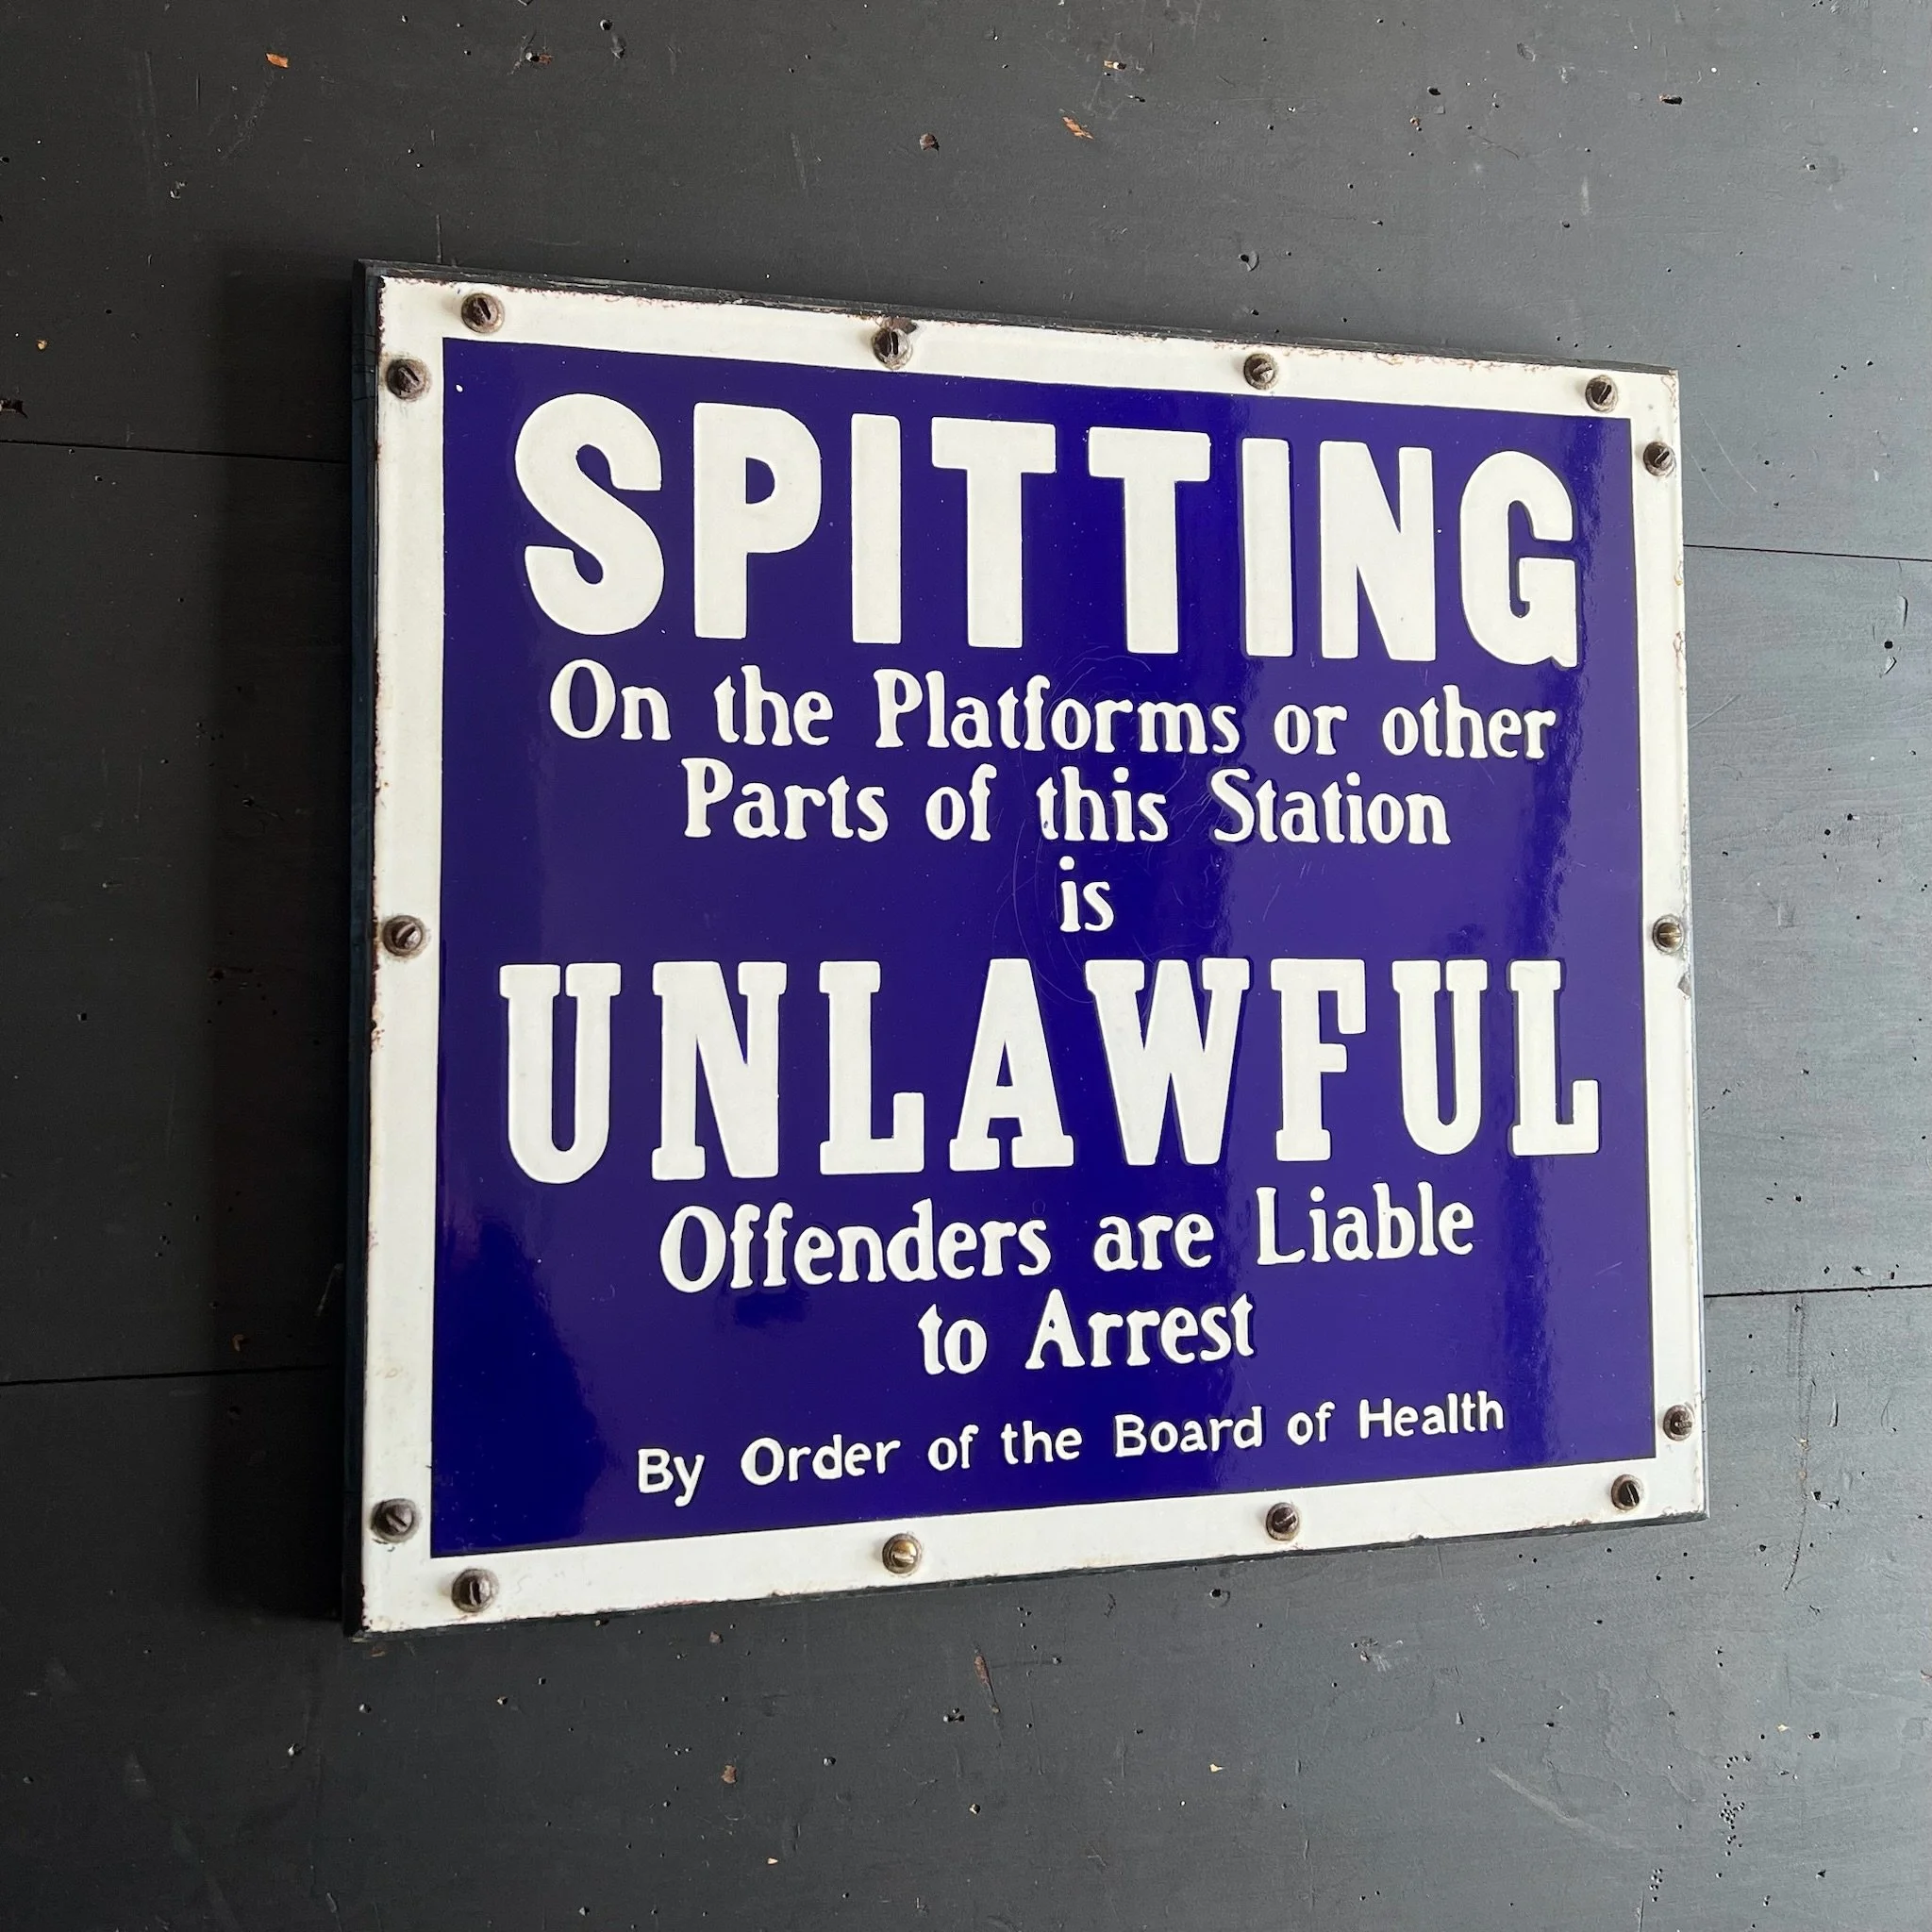 SPITTING
On the Platforms or other
Parts of this Station
is
UNLAWFUL
Offenders are Liable
to Arrest
By Order of the Board of Health